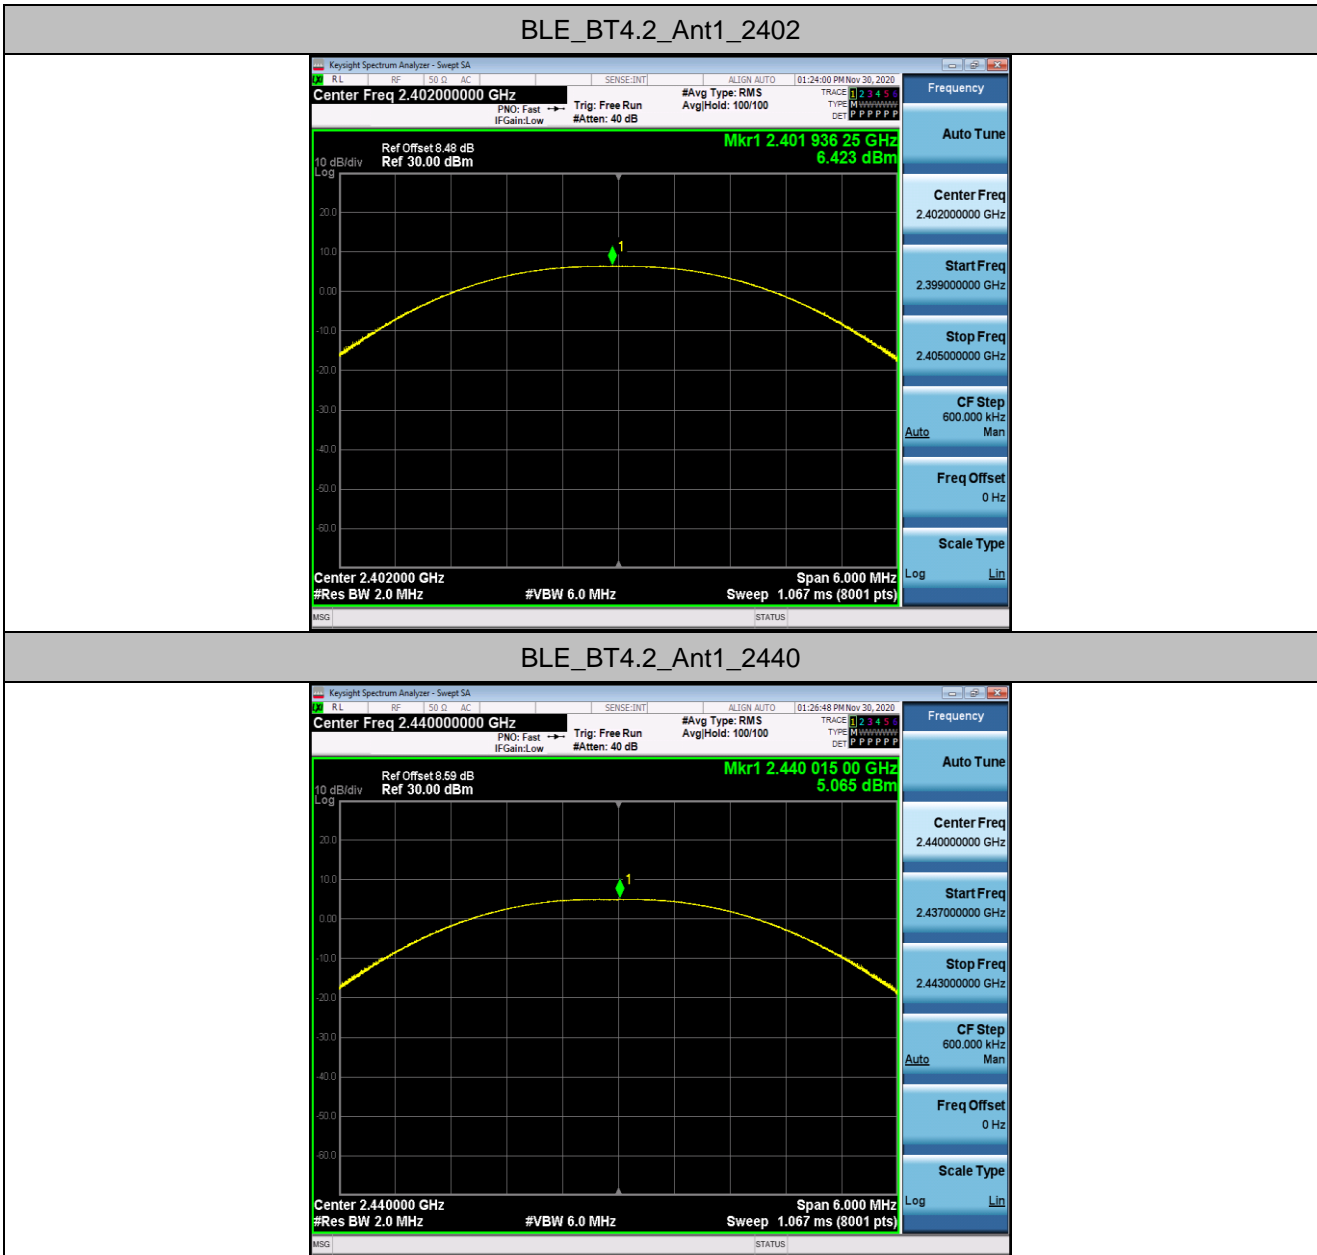 BLE_BT4.2_Ant1_2402
Keysight Spectrum Analyzer - Swept SA
LXI RL RF 50 Ω AC SENSE:INT ALIGN AUTO 01:24:00 PM Nov 30, 2020
Center Freq 2.402000000 GHz
PNO: Fast
IFGain:Low
Trig: Free Run
#Atten: 40 dB
#Avg Type: RMS
Avg|Hold: 100/100
TRACE 1 2 3 4 5 6
TYPE M WWWWW
DET P P P P P P
Mkr1 2.401 936 25 GHz
6.423 dBm
Ref Offset 8.48 dB
10 dB/div Ref 30.00 dBm
Log
20.0
10.0
0.00
-10.0
-20.0
-30.0
-40.0
-50.0
-60.0
1
Center 2.402000 GHz Span 6.000 MHz
#Res BW 2.0 MHz #VBW 6.0 MHz Sweep 1.067 ms (8001 pts)
MSG STATUS
Frequency
Auto Tune
Center Freq
2.402000000 GHz
Start Freq
2.399000000 GHz
Stop Freq
2.405000000 GHz
CF Step
600.000 kHz
Auto Man
Freq Offset
0 Hz
Scale Type
Log Lin
BLE_BT4.2_Ant1_2440
Keysight Spectrum Analyzer - Swept SA
LXI RL RF 50 Ω AC SENSE:INT ALIGN AUTO 01:26:48 PM Nov 30, 2020
Center Freq 2.440000000 GHz
PNO: Fast
IFGain:Low
Trig: Free Run
#Atten: 40 dB
#Avg Type: RMS
Avg|Hold: 100/100
TRACE 1 2 3 4 5 6
TYPE M WWWWW
DET P P P P P P
Mkr1 2.440 015 00 GHz
5.065 dBm
Ref Offset 8.59 dB
10 dB/div Ref 30.00 dBm
Log
20.0
10.0
0.00
-10.0
-20.0
-30.0
-40.0
-50.0
-60.0
1
Center 2.440000 GHz Span 6.000 MHz
#Res BW 2.0 MHz #VBW 6.0 MHz Sweep 1.067 ms (8001 pts)
MSG STATUS
Frequency
Auto Tune
Center Freq
2.440000000 GHz
Start Freq
2.437000000 GHz
Stop Freq
2.443000000 GHz
CF Step
600.000 kHz
Auto Man
Freq Offset
0 Hz
Scale Type
Log Lin